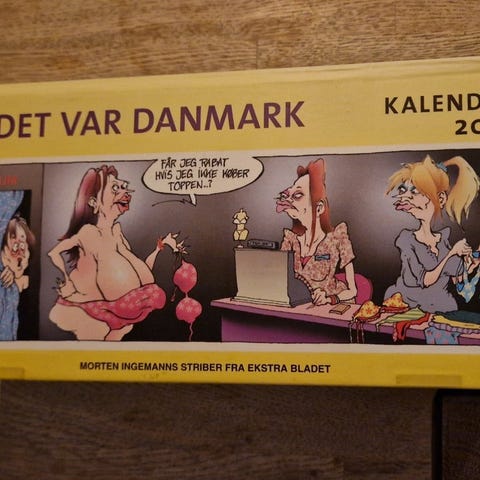 DET VAR DANMARK
KALEND
20
FÅR JEG RABAT
HVIS JEG IKKE KØBER
TOPPEN..?
MORTEN INGEMANNS STRIBER FRA EKSTRA BLADET